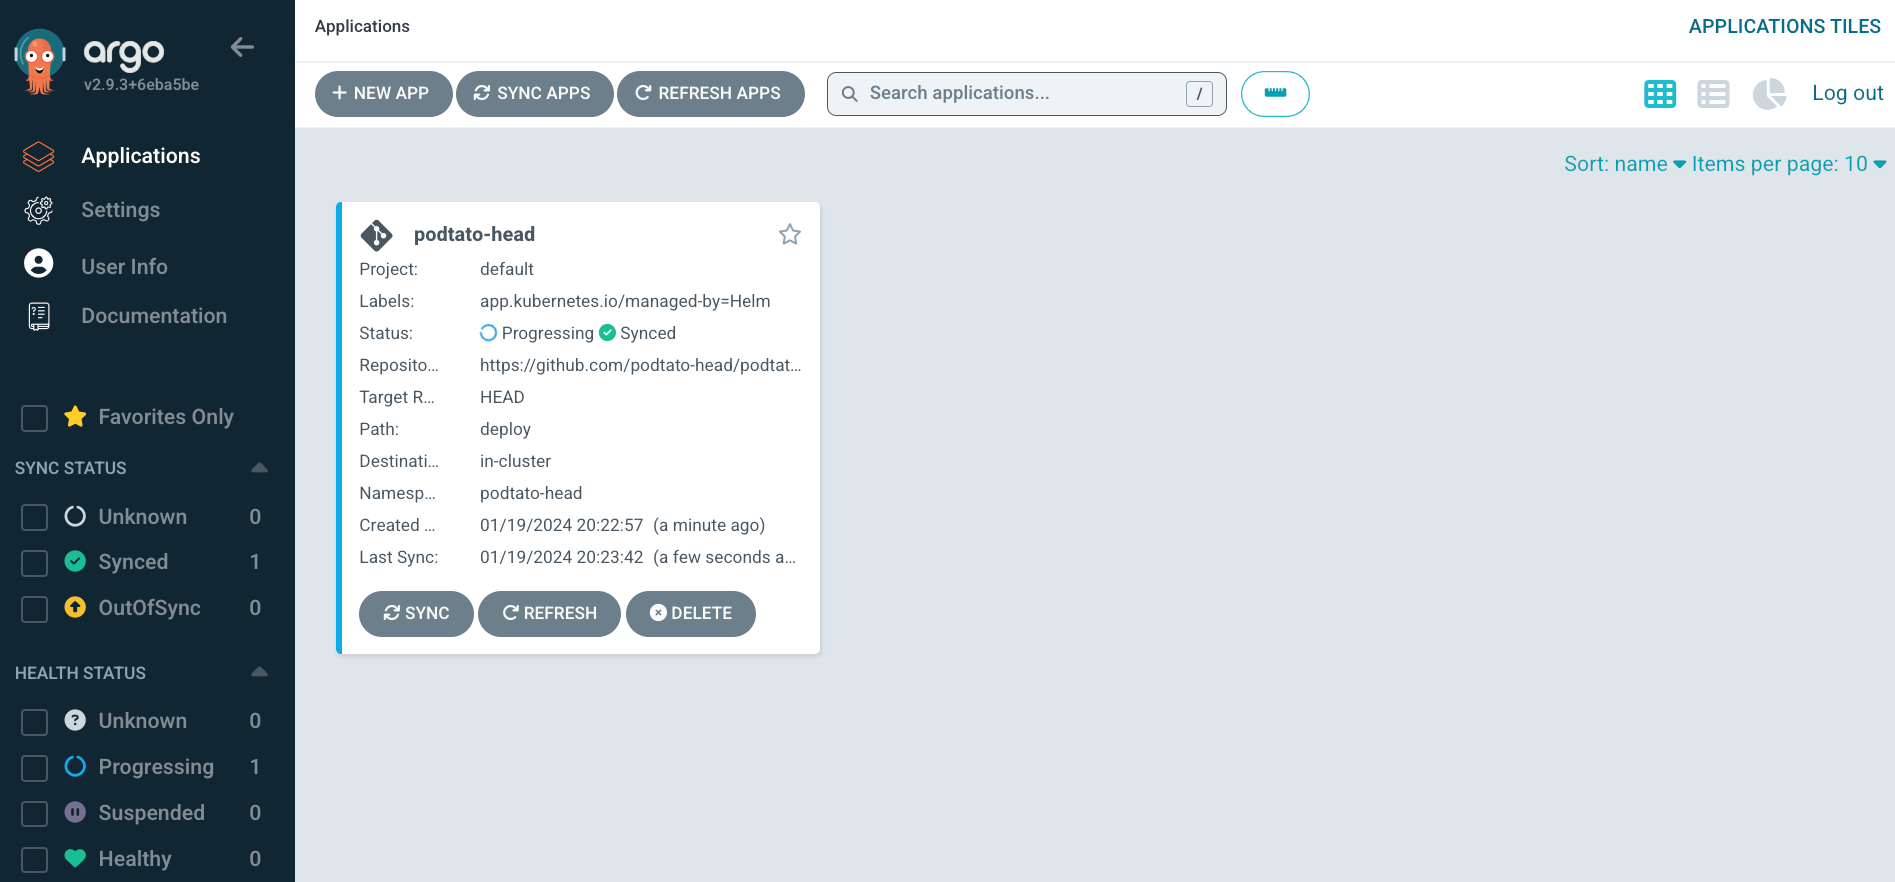 argo
v2.9.3+6eba5be
Applications
Settings
User Info
Documentation
Favorites Only
SYNC STATUS
Unknown 0
Synced 1
OutOfSync 0
HEALTH STATUS
Unknown 0
Progressing 1
Suspended 0
Healthy 0
Applications
APPLICATIONS TILES
NEW APP SYNC APPS REFRESH APPS Search applications... / Log out
Sort: name Items per page: 10
podtato-head
Project: default
Labels: app.kubernetes.io/managed-by=Helm
Status: Progressing Synced
Reposito... https://github.com/podtato-head/podtat...
Target R... HEAD
Path: deploy
Destinati... in-cluster
Namesp... podtato-head
Created ... 01/19/2024 20:22:57 (a minute ago)
Last Sync: 01/19/2024 20:23:42 (a few seconds a...
SYNC REFRESH DELETE